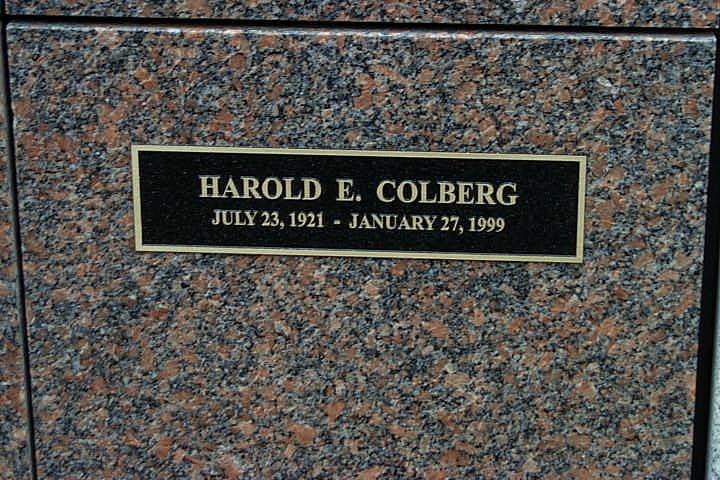 HAROLD E. COLBERG
JULY 23, 1921 - JANUARY 27, 1999